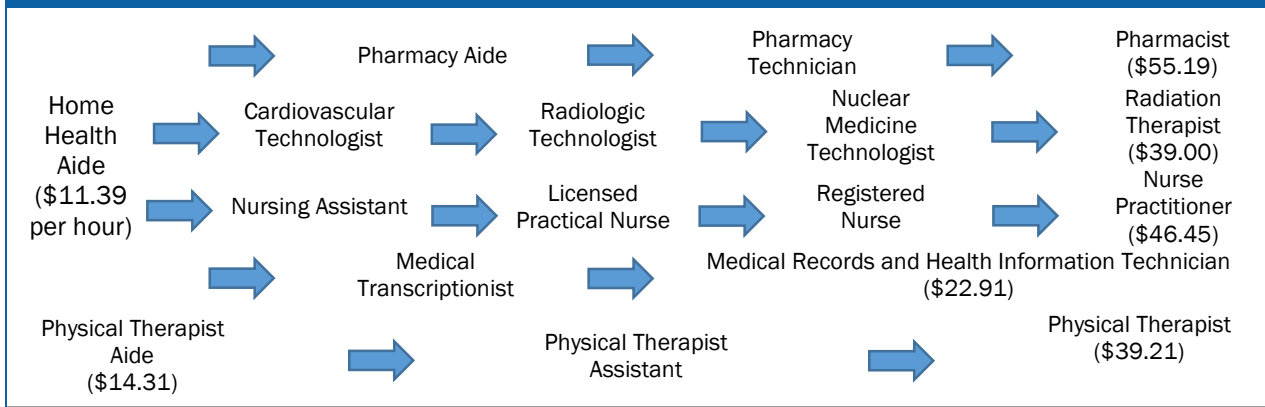 Pharmacy Aide
Pharmacy
Technician
Pharmacist
($55.19)
Home
Health
Aide
($11.39
per hour)
Cardiovascular
Technologist
Radiologic
Technologist
Nuclear
Medicine
Technologist
Radiation
Therapist
($39.00)
Nursing Assistant
Licensed
Practical Nurse
Registered
Nurse
Nurse
Practitioner
($46.45)
Medical
Transcriptionist
Medical Records and Health Information Technician
($22.91)
Physical Therapist
Aide
($14.31)
Physical Therapist
Assistant
Physical Therapist
($39.21)